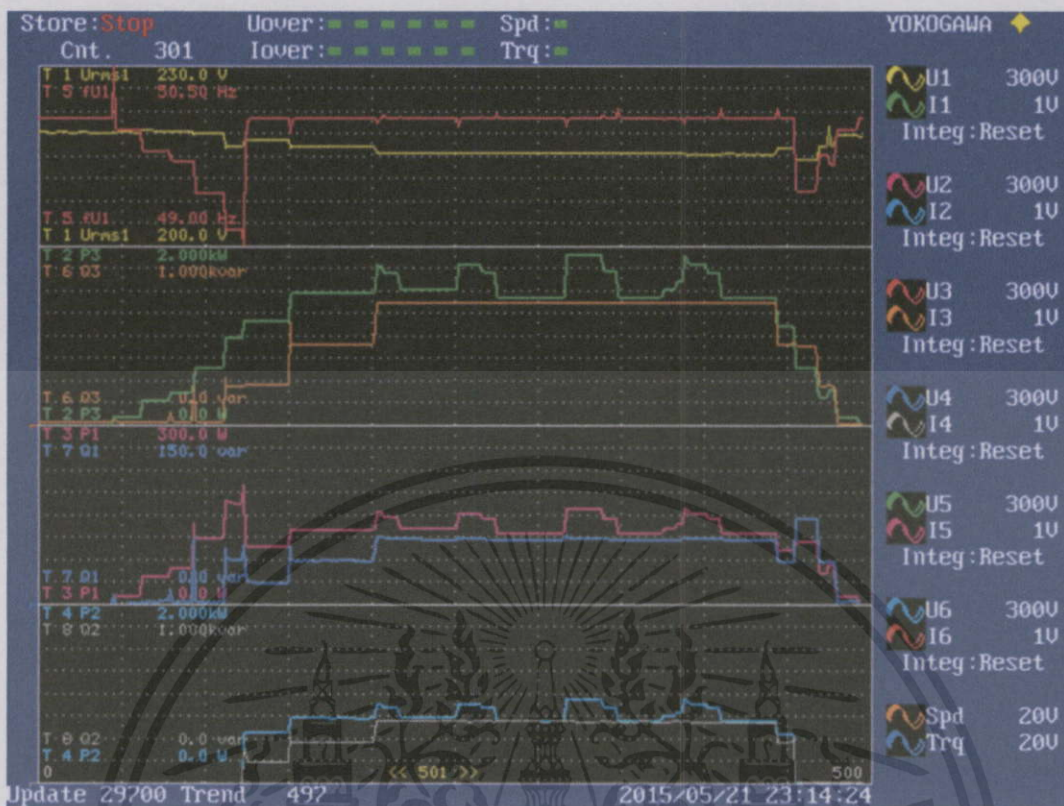 Store:Stop Uover: Spd: YOKOGAWA
Cnt. 301 Iover: Trq:
T 1 Urms1 230.0 V
T 5 fU1 50.50 Hz
T 5 fU1 49.00 Hz
T 1 Urms1 200.0 V
T 2 P3 2.000kW
T 6 Q3 1.000kvar
T 6 Q3 0.0 var
T 2 P3 0.0 W
T 3 P1 300.0 W
T 7 Q1 150.0 var
T 7 Q1 0.0 var
T 3 P1 0.0 W
T 4 P2 2.000kW
T 8 Q2 1.000kvar
T 8 Q2 0.0 var
T 4 P2 0.0 W
0 << 501 >> 500
Update 29700 Trend 497 2015/05/21 23:14:24
U1 300V
I1 1V
Integ:Reset
U2 300V
I2 1V
Integ:Reset
U3 300V
I3 1V
Integ:Reset
U4 300V
I4 1V
Integ:Reset
U5 300V
I5 1V
Integ:Reset
U6 300V
I6 1V
Integ:Reset
Spd 20V
Trq 20V